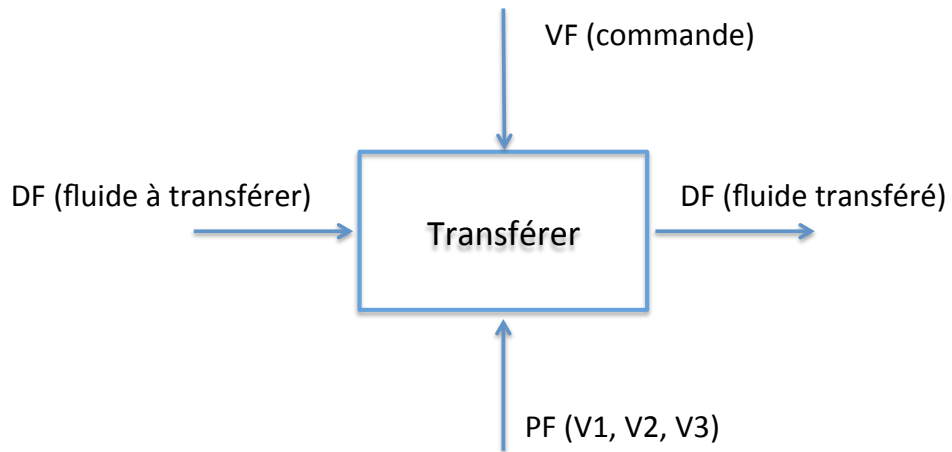 VF (commande)
DF (fluide à transférer)
DF (fluide transféré)
Transférer
PF (V1, V2, V3)